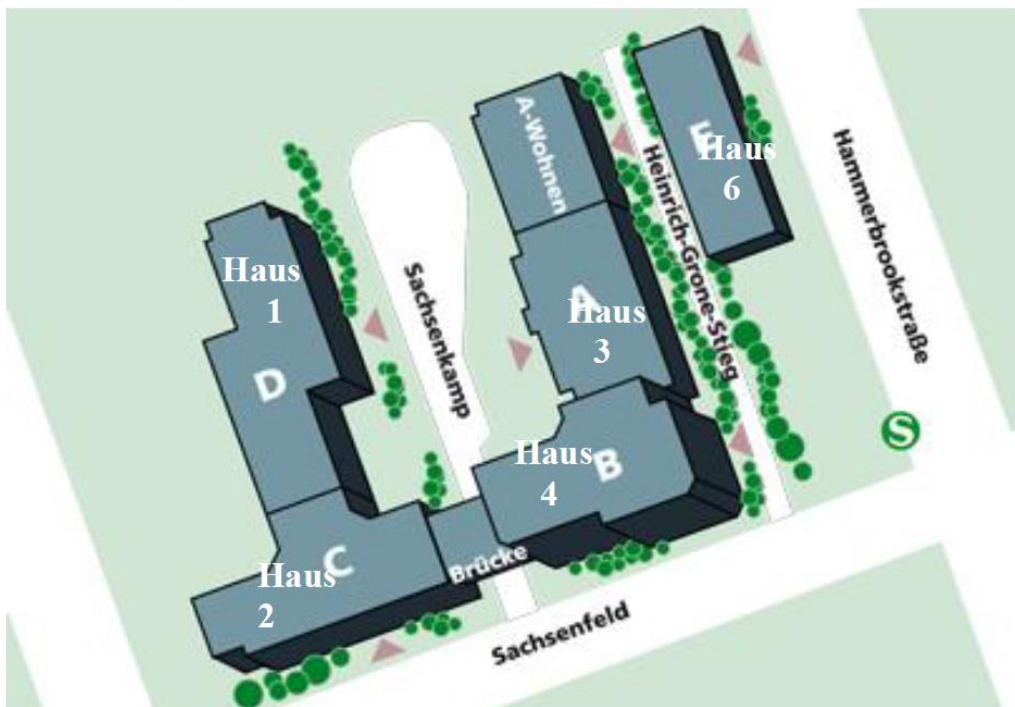 A-Wohnen
Haus
6
Heinrich-Grone-Stieg
Hammerbrookstraße
Haus
1
Sachsenkamp
A
Haus
3
D
Haus
4
B
S
C
Brücke
Haus
2
Sachsenfeld